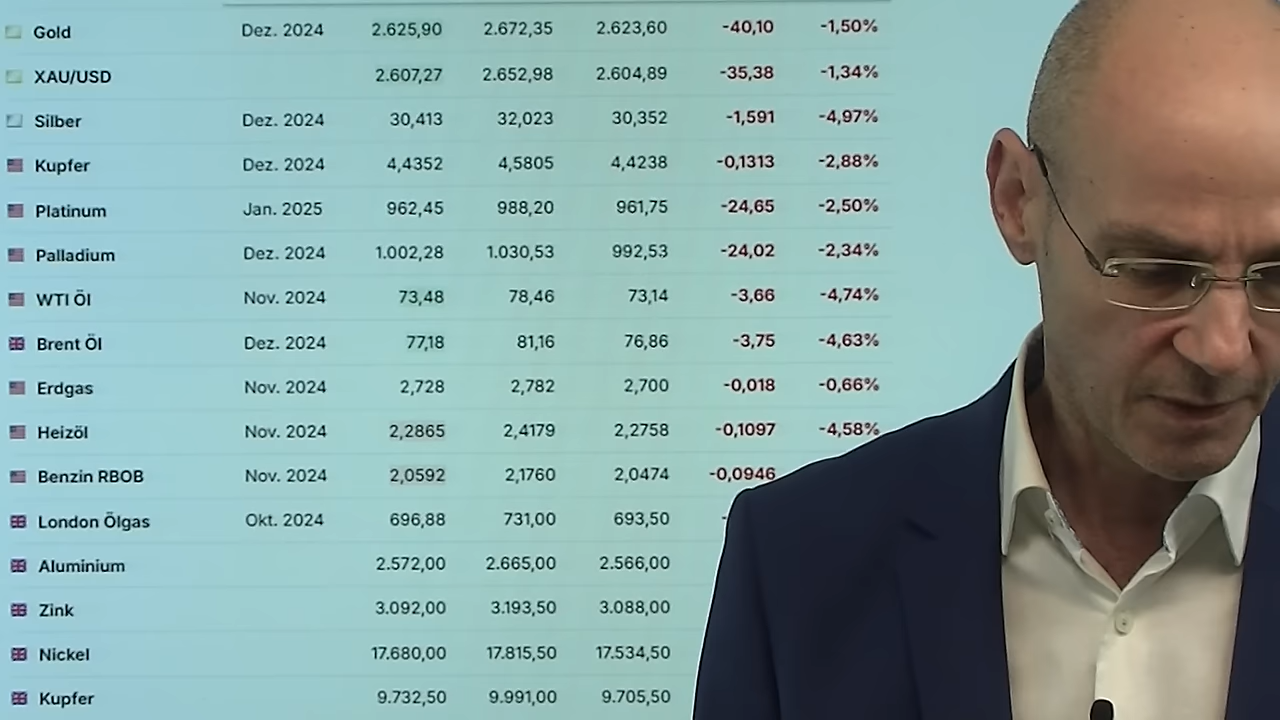 Gold Dez. 2024 2.625,90 2.672,35 2.623,60 -40,10 -1,50%
XAU/USD 2.607,27 2.652,98 2.604,89 -35,38 -1,34%
Silber Dez. 2024 30,413 32,023 30,352 -1,591 -4,97%
Kupfer Dez. 2024 4,4352 4,5805 4,4238 -0,1313 -2,88%
Platinum Jan. 2025 962,45 988,20 961,75 -24,65 -2,50%
Palladium Dez. 2024 1.002,28 1.030,53 992,53 -24,02 -2,34%
WTI Öl Nov. 2024 73,48 78,46 73,14 -3,66 -4,74%
Brent Öl Dez. 2024 77,18 81,16 76,86 -3,75 -4,63%
Erdgas Nov. 2024 2,728 2,782 2,700 -0,018 -0,66%
Heizöl Nov. 2024 2,2865 2,4179 2,2758 -0,1097 -4,58%
Benzin RBOB Nov. 2024 2,0592 2,1760 2,0474 -0,0946
London Ölgas Okt. 2024 696,88 731,00 693,50
Aluminium 2.572,00 2.665,00 2.566,00
Zink 3.092,00 3.193,50 3.088,00
Nickel 17.680,00 17.815,50 17.534,50
Kupfer 9.732,50 9.991,00 9.705,50